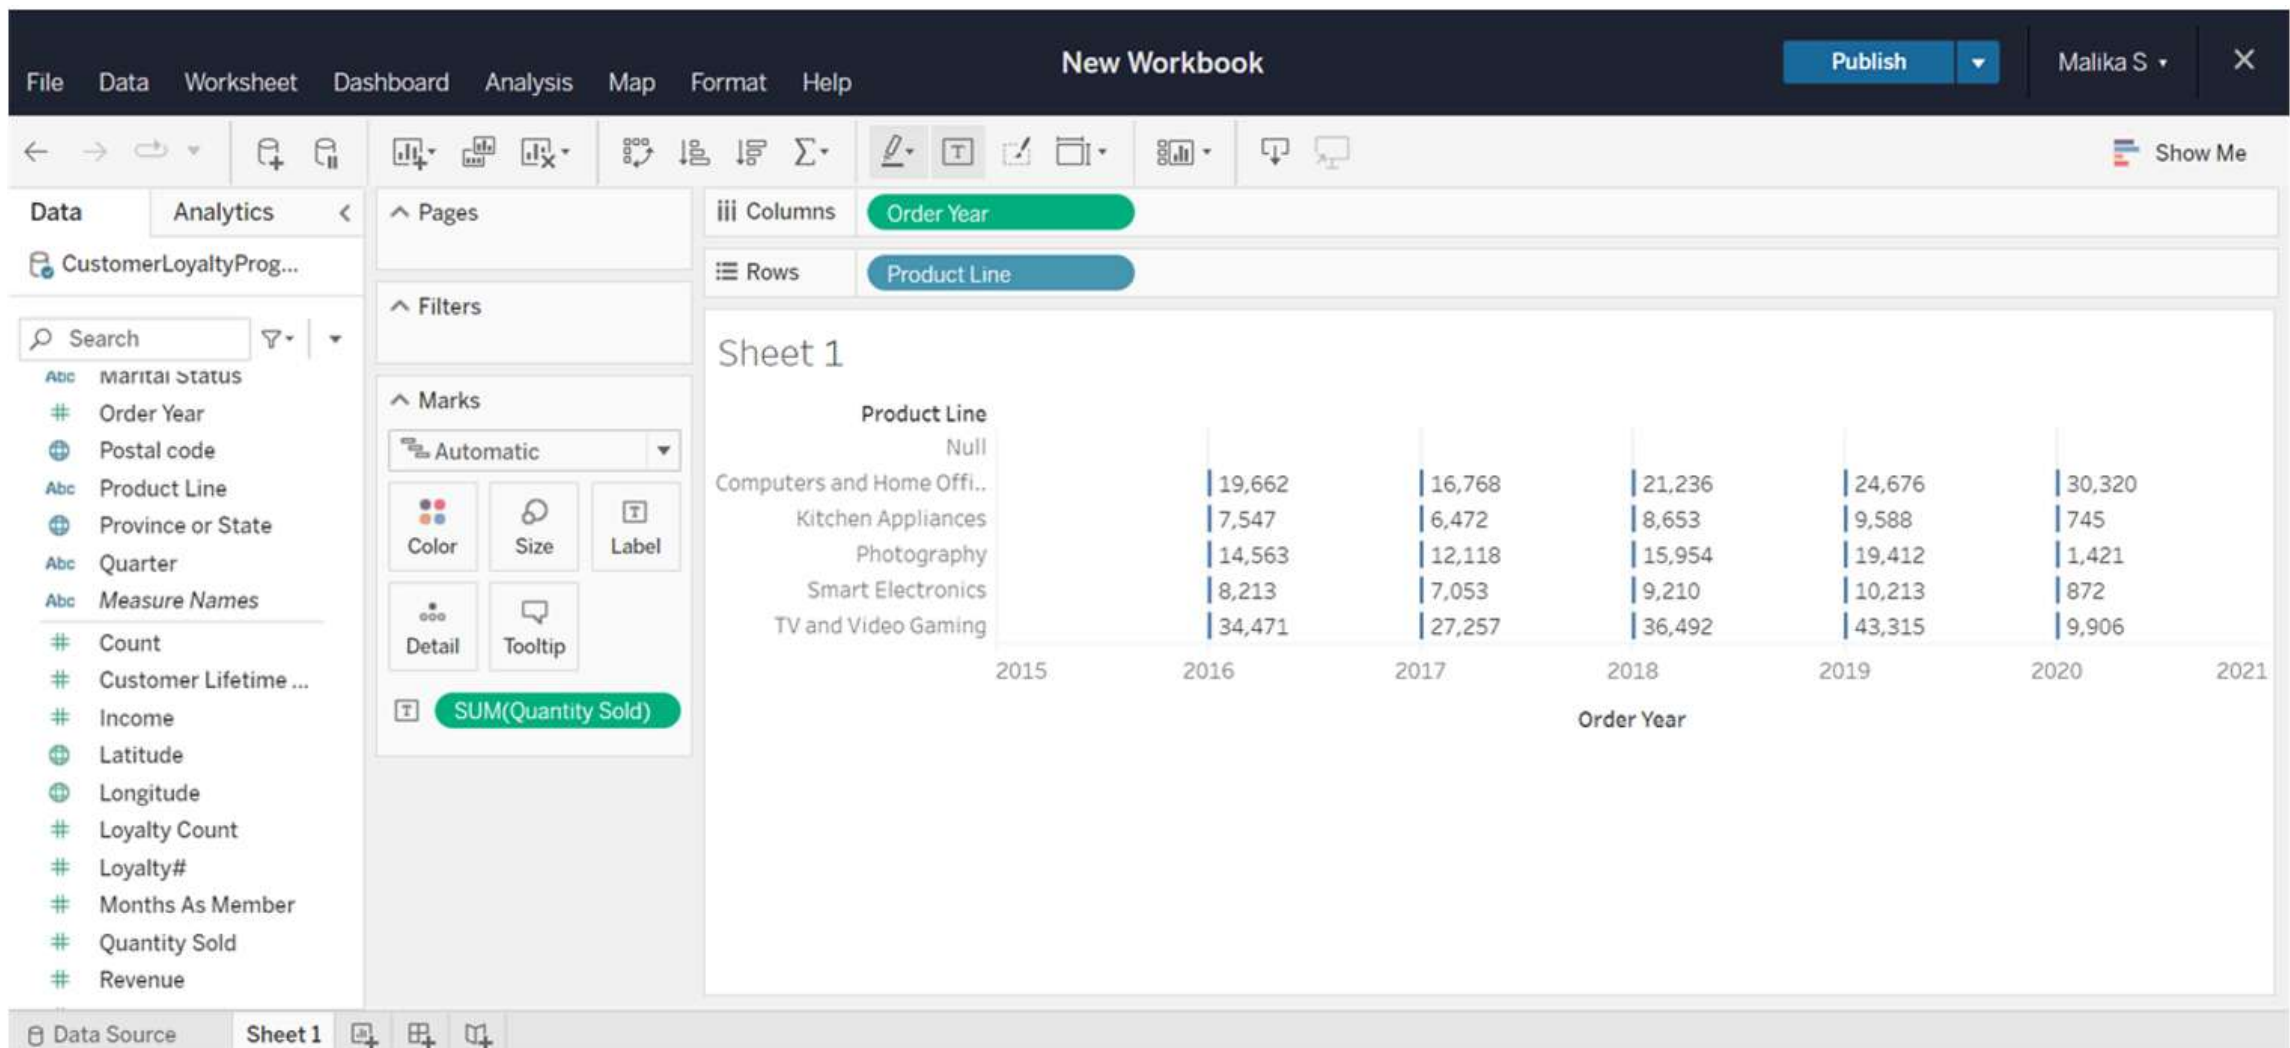 New Workbook
Publish
Malika S
File Data Worksheet Dashboard Analysis Map Format Help
Show Me
Data Analytics
Pages
Columns Order Year
CustomerLoyaltyProg...
Rows Product Line
Filters
Search
Sheet 1
Abc Marital Status
Marks
# Order Year
Automatic
Postal code
Abc Product Line
Province or State
Color Size Label
Abc Quarter
Abc Measure Names
Detail Tooltip
# Count
# Customer Lifetime ...
SUM(Quantity Sold)
# Income
Latitude
Longitude
# Loyalty Count
# Loyalty#
# Months As Member
# Quantity Sold
# Revenue
Product Line
Null
Computers and Home Offi.. 19,662 16,768 21,236 24,676 30,320
Kitchen Appliances 7,547 6,472 8,653 9,588 745
Photography 14,563 12,118 15,954 19,412 1,421
Smart Electronics 8,213 7,053 9,210 10,213 872
TV and Video Gaming 34,471 27,257 36,492 43,315 9,906
2015 2016 2017 2018 2019 2020 2021
Order Year
Data Source Sheet 1